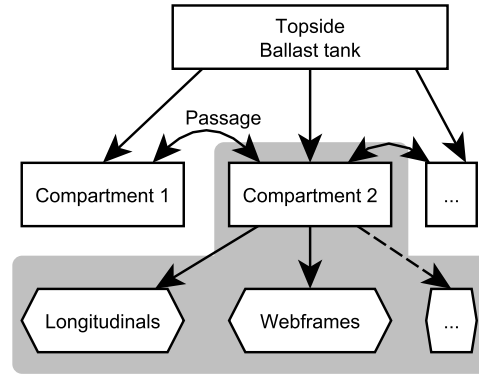 Topside
Ballast tank
Passage
Compartment 1
Compartment 2
...
Longitudinals
Webframes
...